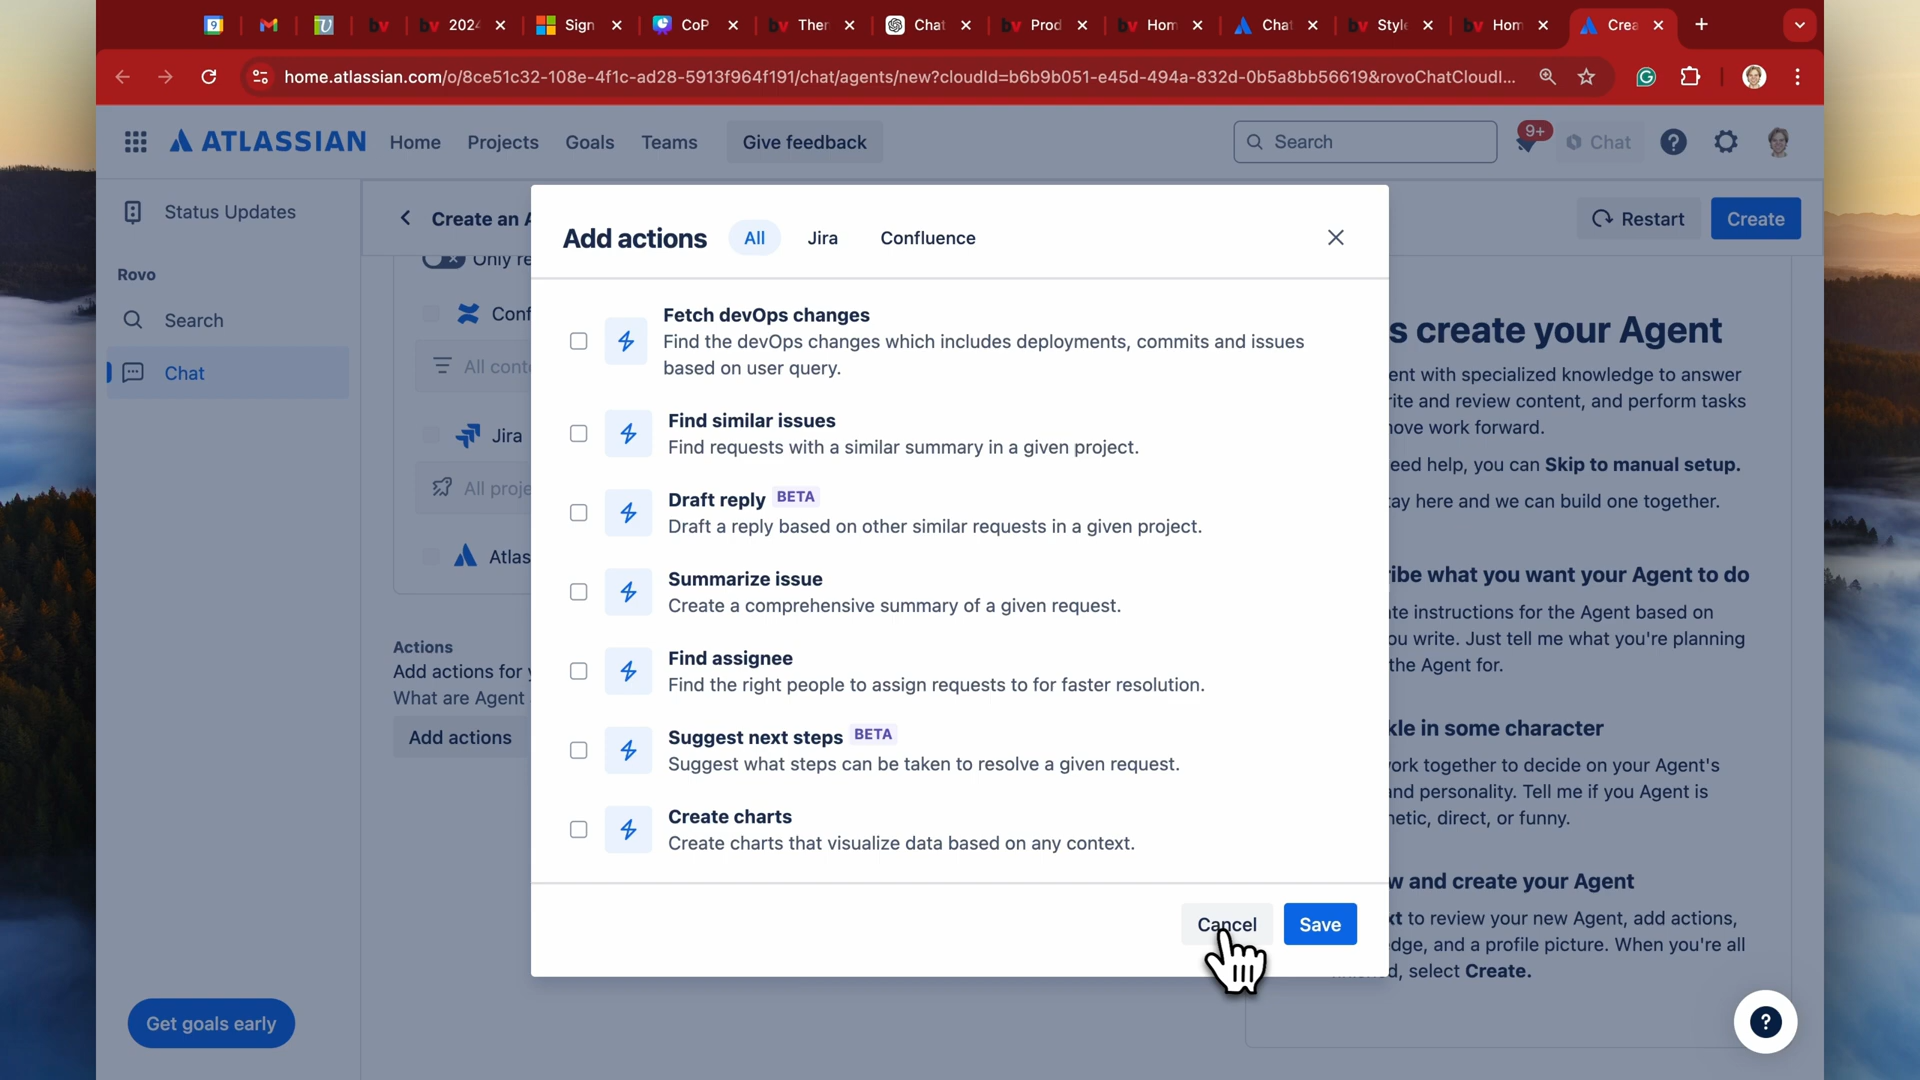 9
202
Sign
CoP
Ther
Chat
Prod
Hom
Chat
Style
Hom
Crea
home.atlassian.com/o/8ce51c32-108e-4f1c-ad28-5913f964f191/chat/agents/new?cloudId=b6b9b051-e45d-494a-832d-0b5a8bb56619&rovoChatCloudI...
ATLASSIAN
Home
Projects
Goals
Teams
Give feedback
Search
9+
Chat
Status Updates
Rovo
Search
Chat
Get goals early
Create an A
Restart
Create
Only re
Conf
All conte
Jira
All proje
Atlas
Actions
Add actions for y
What are Agent
Add actions
Add actions
All
Jira
Confluence
Fetch devOps changes
Find the devOps changes which includes deployments, commits and issues
based on user query.
Find similar issues
Find requests with a similar summary in a given project.
Draft reply BETA
Draft a reply based on other similar requests in a given project.
Summarize issue
Create a comprehensive summary of a given request.
Find assignee
Find the right people to assign requests to for faster resolution.
Suggest next steps BETA
Suggest what steps can be taken to resolve a given request.
Create charts
Create charts that visualize data based on any context.
Cancel
Save
s create your Agent
ent with specialized knowledge to answer
rite and review content, and perform tasks
ove work forward.
eed help, you can Skip to manual setup.
ay here and we can build one together.
ibe what you want your Agent to do
te instructions for the Agent based on
ou write. Just tell me what you're planning
the Agent for.
kle in some character
ork together to decide on your Agent's
nd personality. Tell me if you Agent is
netic, direct, or funny.
w and create your Agent
xt to review your new Agent, add actions,
dge, and a profile picture. When you're all
d, select Create.